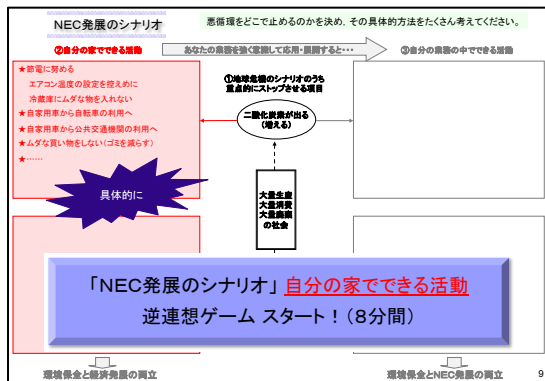 NEC発展のシナリオ
悪循環をどこで止めるのかを決め、その具体的方法をたくさん考えてください。
②自分の家でできる活動
あなたの業務を強く意識して応用・展開すると・・・
③自分の業務の中でできる活動
★節電に努める
エアコン温度の設定を控えめに
冷蔵庫にムダな物を入れない
★自家用車から自転車の利用へ
★自家用車から公共交通機関の利用へ
★ムダな買い物をしない(ゴミを減らす)
★……
①地球危機のシナリオのうち
重点的にストップさせる項目
二酸化炭素が出る
(増える)
具体的に
大量生産
大量消費
大量廃棄
の社会
「NEC発展のシナリオ」 自分の家でできる活動
逆連想ゲーム スタート!(8分間)
環境保全と経済発展の両立
環境保全とNEC発展の両立
9